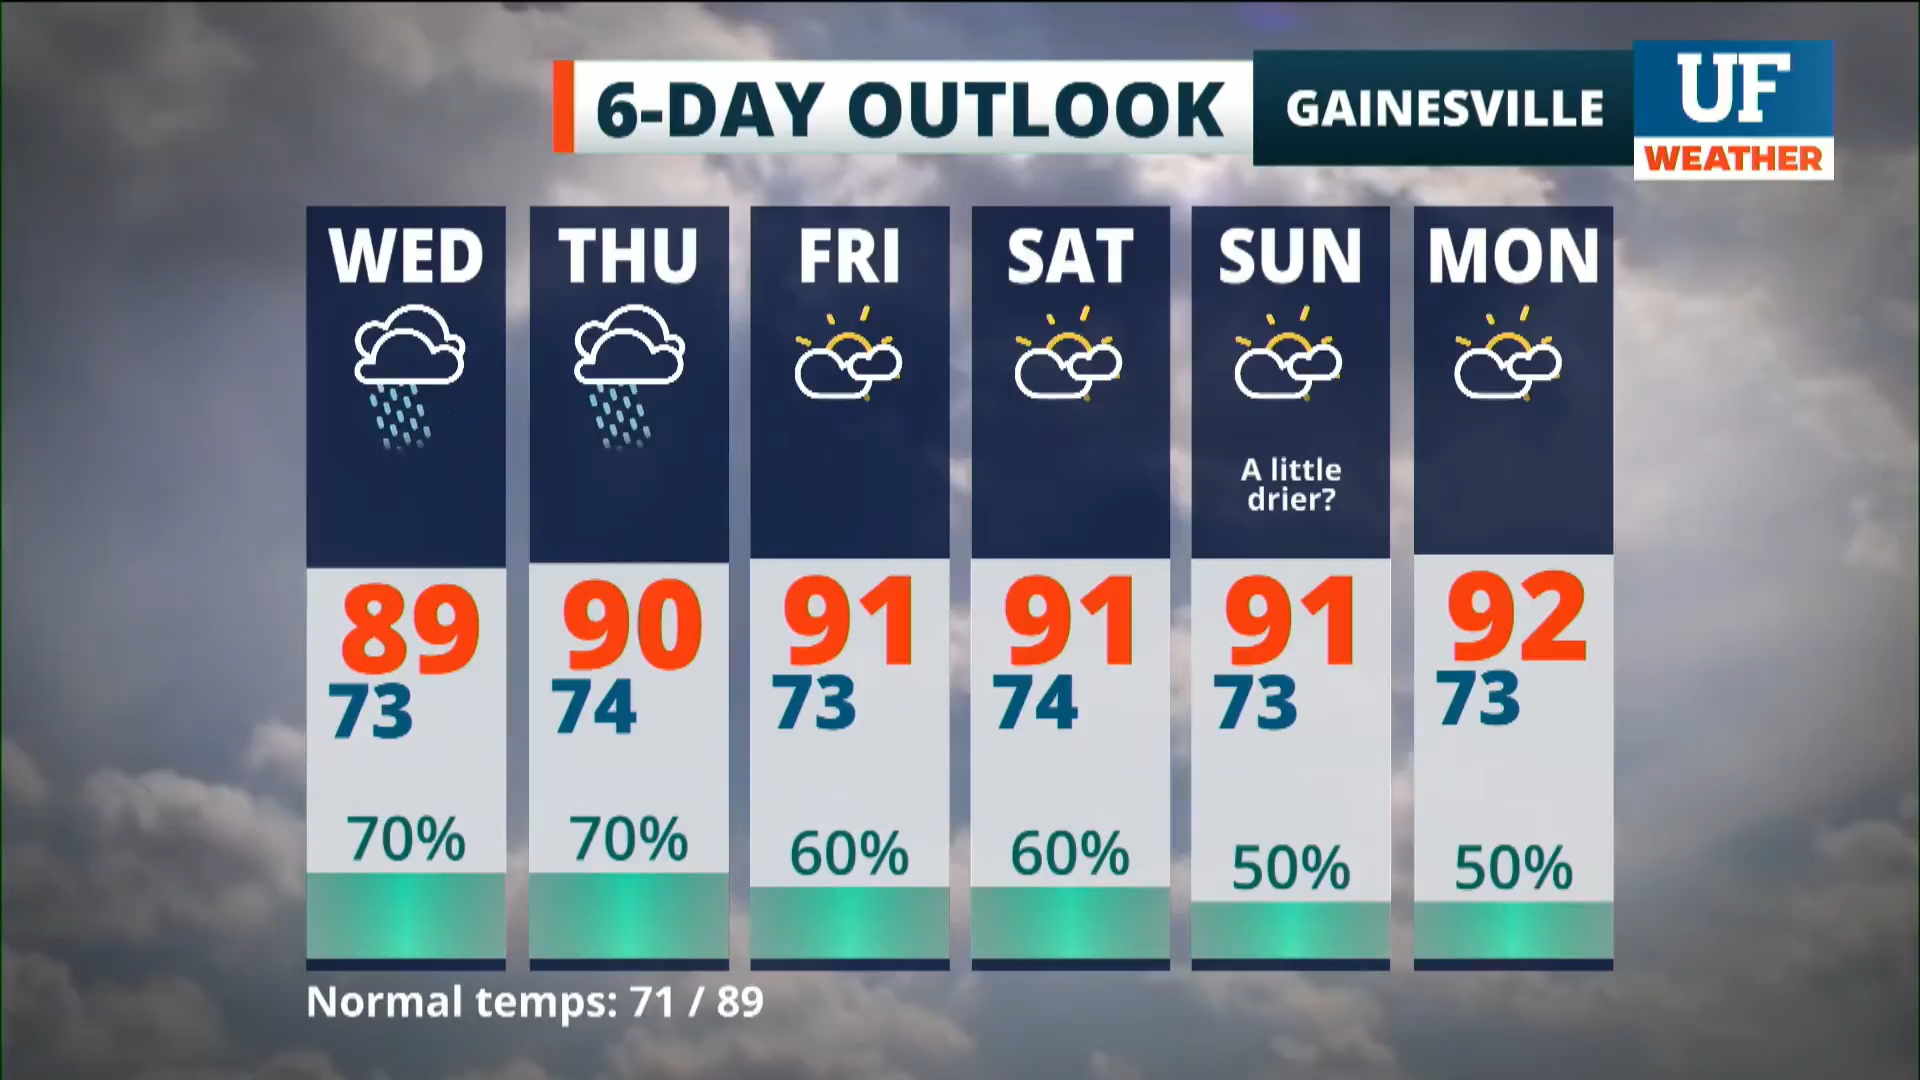 6-DAY OUTLOOK
GAINESVILLE
UF
WEATHER
WED
THU
FRI
SAT
SUN
MON
A little
drier?
89
90
91
91
91
92
73
74
73
74
73
73
70%
70%
60%
60%
50%
50%
Normal temps: 71 / 89